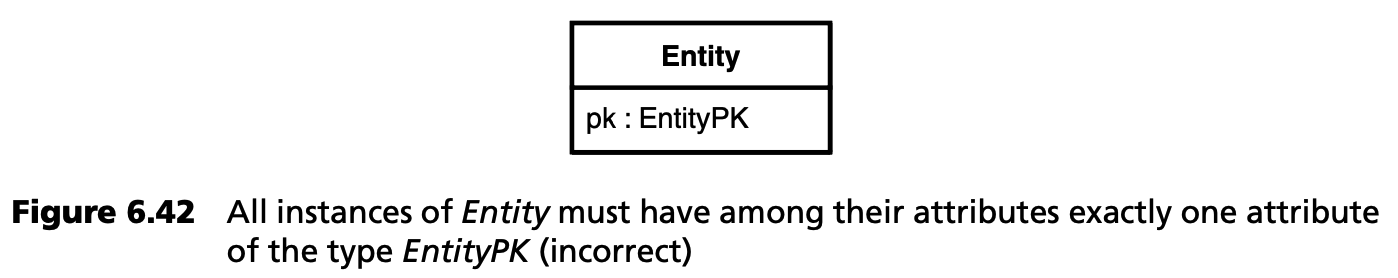 Entity
pk : EntityPK
Figure 6.42 All instances of Entity must have among their attributes exactly one attribute
of the type EntityPK (incorrect)